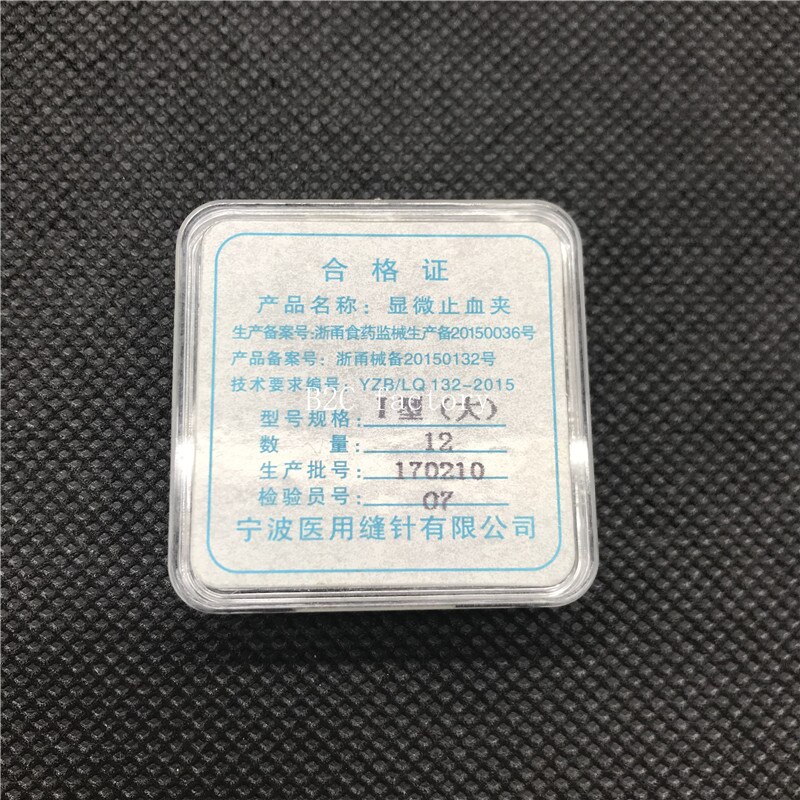 合格证
产品名称：显微止血夹
生产备案号:浙甬食药监械生产备20150036号
产品备案号：浙甬械备20150132号
技术要求编号：YZB/LQ 132-2015
B2C Factory
型号规格：I型（大）
数　　量：12
生产批号：170210
检验员号：07
宁波医用缝针有限公司